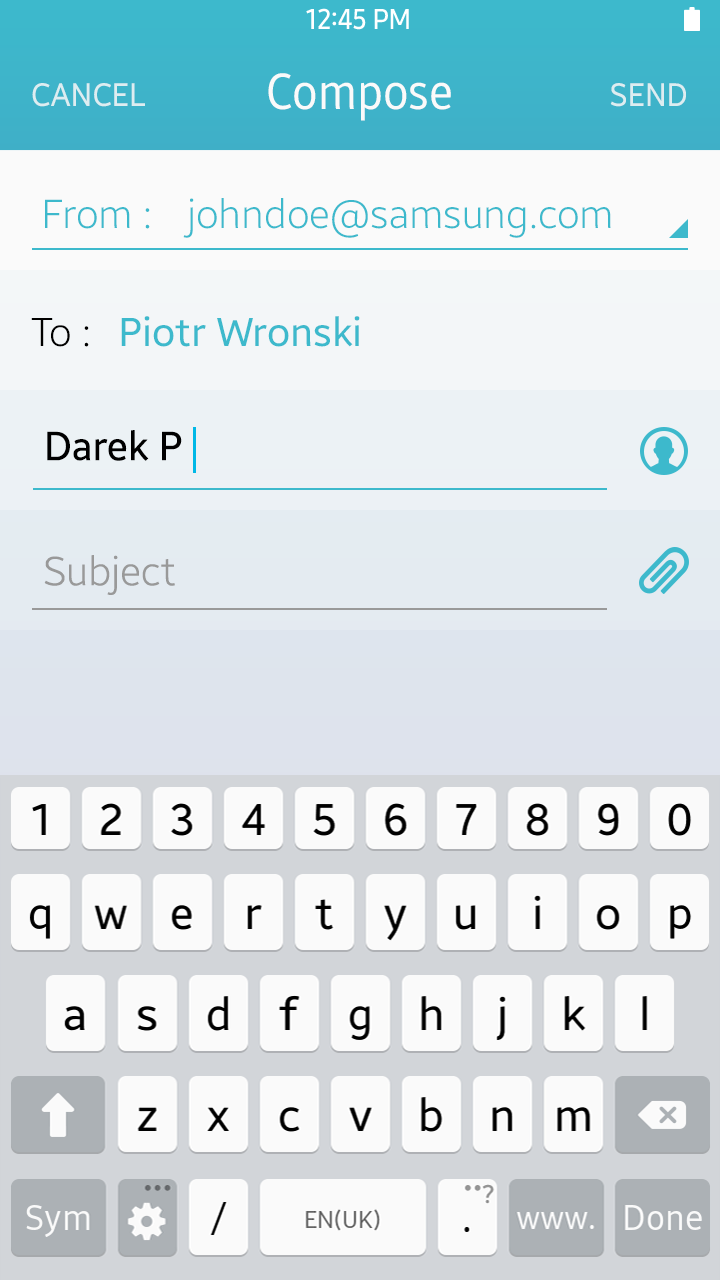 12:45 PM
CANCEL Compose SEND
From : johndoe@samsung.com
To : Piotr Wronski
Darek P
Subject
1 2 3 4 5 6 7 8 9 0
q w e r t y u i o p
a s d f g h j k l
z x c v b n m
Sym ... / EN(UK) . ..? www. Done